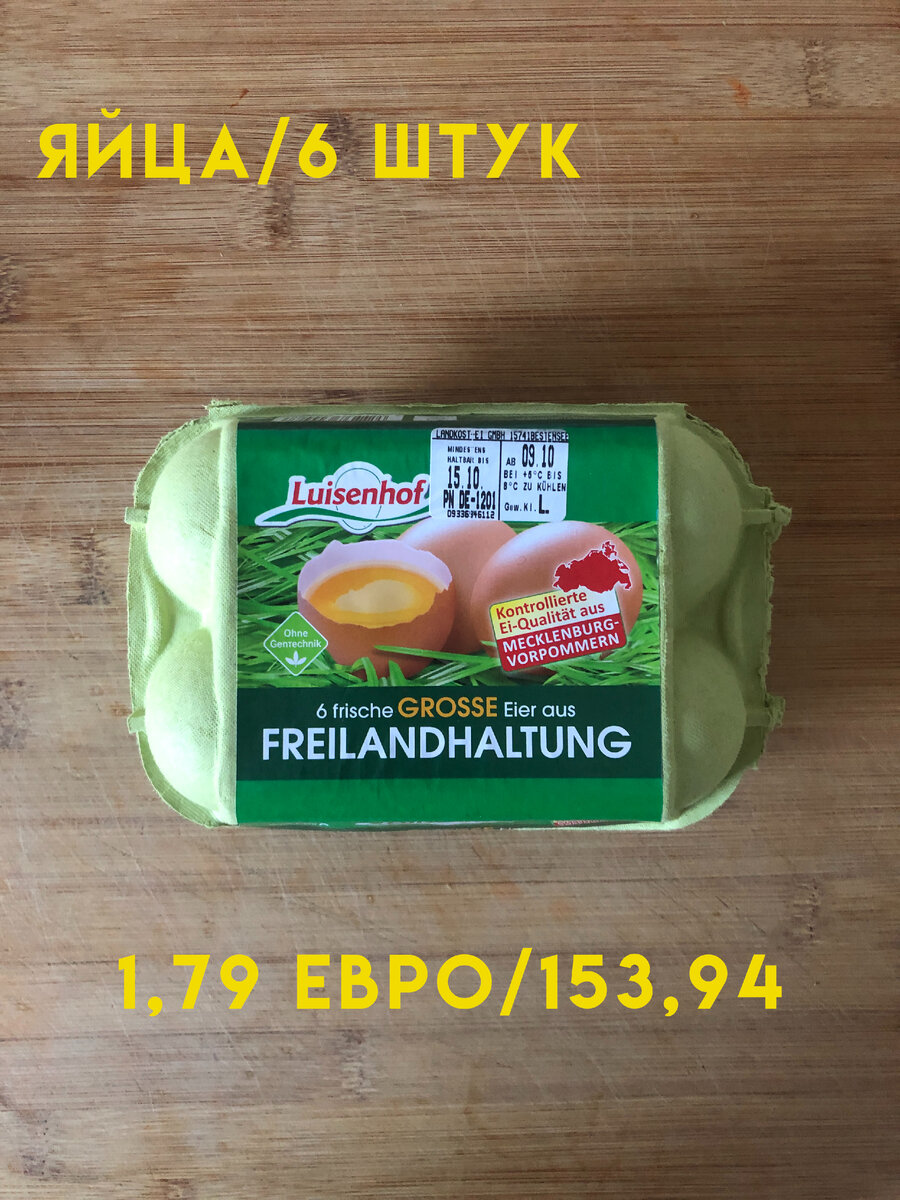 ЯЙЦА/6 ШТУК
LANDKOST-EI GMBH 15741BESTENSEE
MINDESTENS
HALTBAR BIS
15.10.
PN DE-1201
AB 09.10
BEI +5°C BIS
8°C ZU KÜHLEN
Gew.Kl. L.
Luisenhof
Kontrollierte
Ei-Qualität aus
MECKLENBURG-
VORPOMMERN
Ohne
GenTechnik
6 frische GROSSE Eier aus
FREILANDHALTUNG
1,79 ЕВРО/153,94